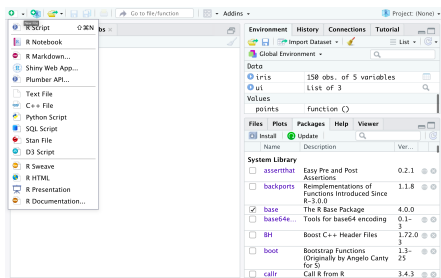 Go to file/function
Addins
Project: (None)
R Script ⇧⌘N
R Notebook
R Markdown...
Shiny Web App...
Plumber API...
Text File
C++ File
Python Script
SQL Script
Stan File
D3 Script
R Sweave
R HTML
R Presentation
R Documentation...
Environment History Connections Tutorial
Import Dataset
List
Global Environment
Data
iris 150 obs. of 5 variables
ui List of 3
Values
points function ()
Files Plots Packages Help Viewer
Install Update
Name Description Ver...
System Library
assertthat Easy Pre and Post Assertions 0.2.1
backports Reimplementations of Functions Introduced Since R-3.0.0 1.1.8
base The R Base Package 4.0.0
base64e... Tools for base64 encoding 0.1-3
BH Boost C++ Header Files 1.72.0 3
boot Bootstrap Functions (Originally by Angelo Canty for S) 1.3-25
callr Call R from R 3.4.3